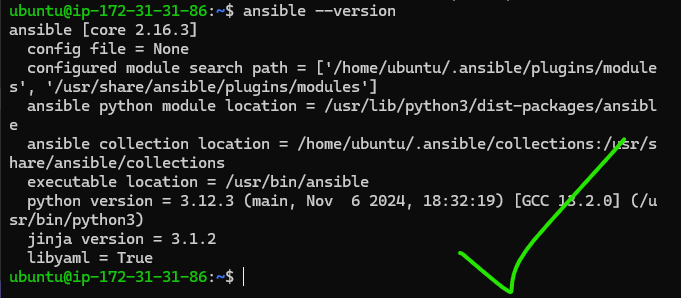 ubuntu@ip-172-31-31-86:~$ ansible --version
ansible [core 2.16.3]
  config file = None
  configured module search path = ['/home/ubuntu/.ansible/plugins/module
s', '/usr/share/ansible/plugins/modules']
  ansible python module location = /usr/lib/python3/dist-packages/ansibl
e
  ansible collection location = /home/ubuntu/.ansible/collections:/usr/s
hare/ansible/collections
  executable location = /usr/bin/ansible
  python version = 3.12.3 (main, Nov  6 2024, 18:32:19) [GCC 13.2.0] (/u
sr/bin/python3)
  jinja version = 3.1.2
  libyaml = True
ubuntu@ip-172-31-31-86:~$